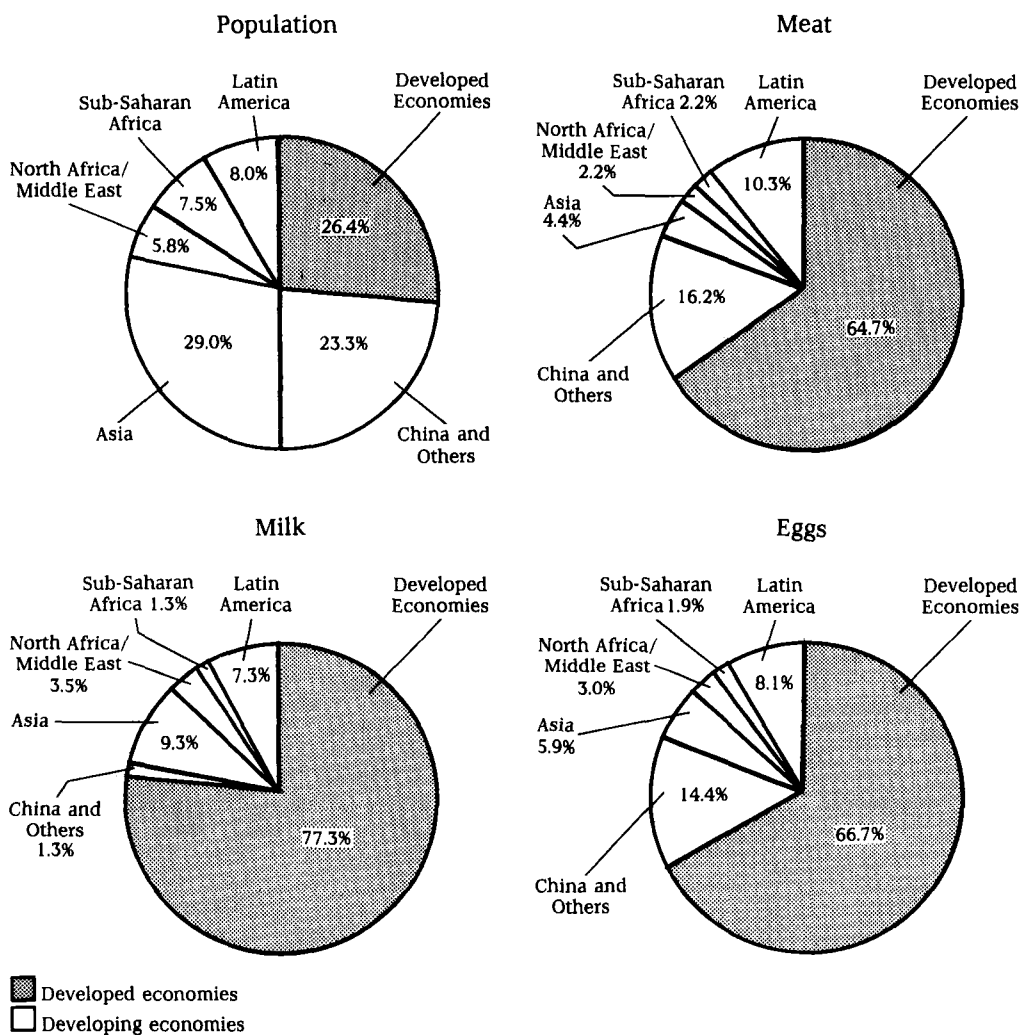 Population
Latin
America
Developed
Economies
Sub-Saharan
Africa
North Africa/
Middle East
8.0%
7.5%
5.8%
26.4%
29.0%
23.3%
Asia
China and
Others
Meat
Sub-Saharan
Africa 2.2%
Latin
America
Developed
Economies
North Africa/
Middle East
2.2%
Asia
4.4%
10.3%
16.2%
64.7%
China and
Others
Milk
Sub-Saharan
Africa 1.3%
Latin
America
Developed
Economies
North Africa/
Middle East
3.5%
7.3%
Asia
9.3%
China and
Others
1.3%
77.3%
Eggs
Sub-Saharan
Africa 1.9%
Latin
America
Developed
Economies
North Africa/
Middle East
3.0%
8.1%
Asia
5.9%
14.4%
66.7%
China and
Others
Developed economies
Developing economies